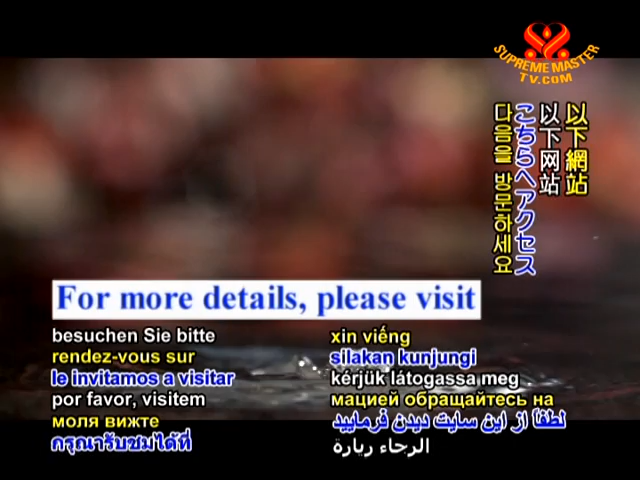 SUPREME MASTER
TV.COM
以下網站
以下网站
こちらへアクセス
다음을 방문하세요
For more details, please visit
besuchen Sie bitte
rendez-vous sur
le invitamos a visitar
por favor, visitem
моля вижте
กรุณารับชมได้ที่
xin viếng
silakan kunjungi
kérjük látogassa meg
мацией обращайтесь на
لطفاً از این سایت دیدن فرمایید
الرجاء زيارة